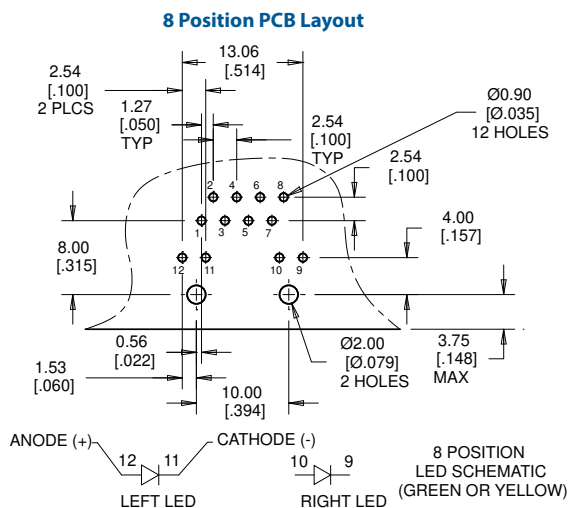 8 Position PCB Layout
13.06
[.514]
2.54
[.100]
2 PLCS
1.27
[.050]
TYP
2.54
[.100]
TYP
Ø0.90
[Ø.035]
12 HOLES
2.54
[.100]
2 4 6 8
1 3 5 7
4.00
[.157]
8.00
[.315]
12 11 10 9
0.56
[.022]
Ø2.00
[Ø.079]
2 HOLES
3.75
[.148]
MAX
1.53
[.060]
10.00
[.394]
ANODE (+)
CATHODE (-)
12 11
LEFT LED
10 9
RIGHT LED
8 POSITION
LED SCHEMATIC
(GREEN OR YELLOW)